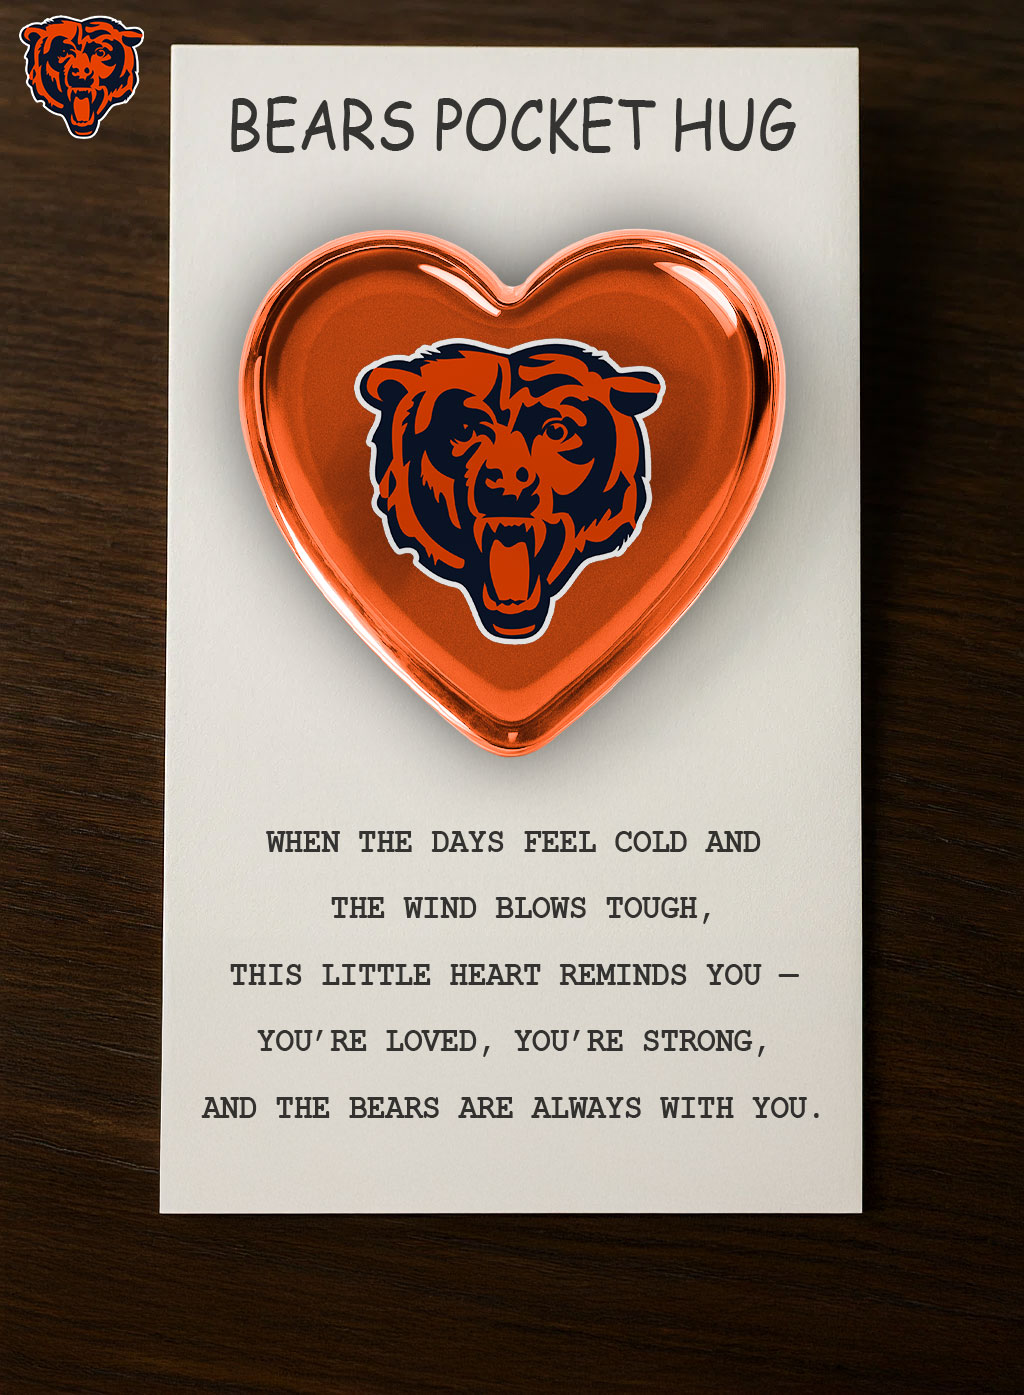 BEARS POCKET HUG
WHEN THE DAYS FEEL COLD AND
THE WIND BLOWS TOUGH,
THIS LITTLE HEART REMINDS YOU —
YOU’RE LOVED, YOU’RE STRONG,
AND THE BEARS ARE ALWAYS WITH YOU.